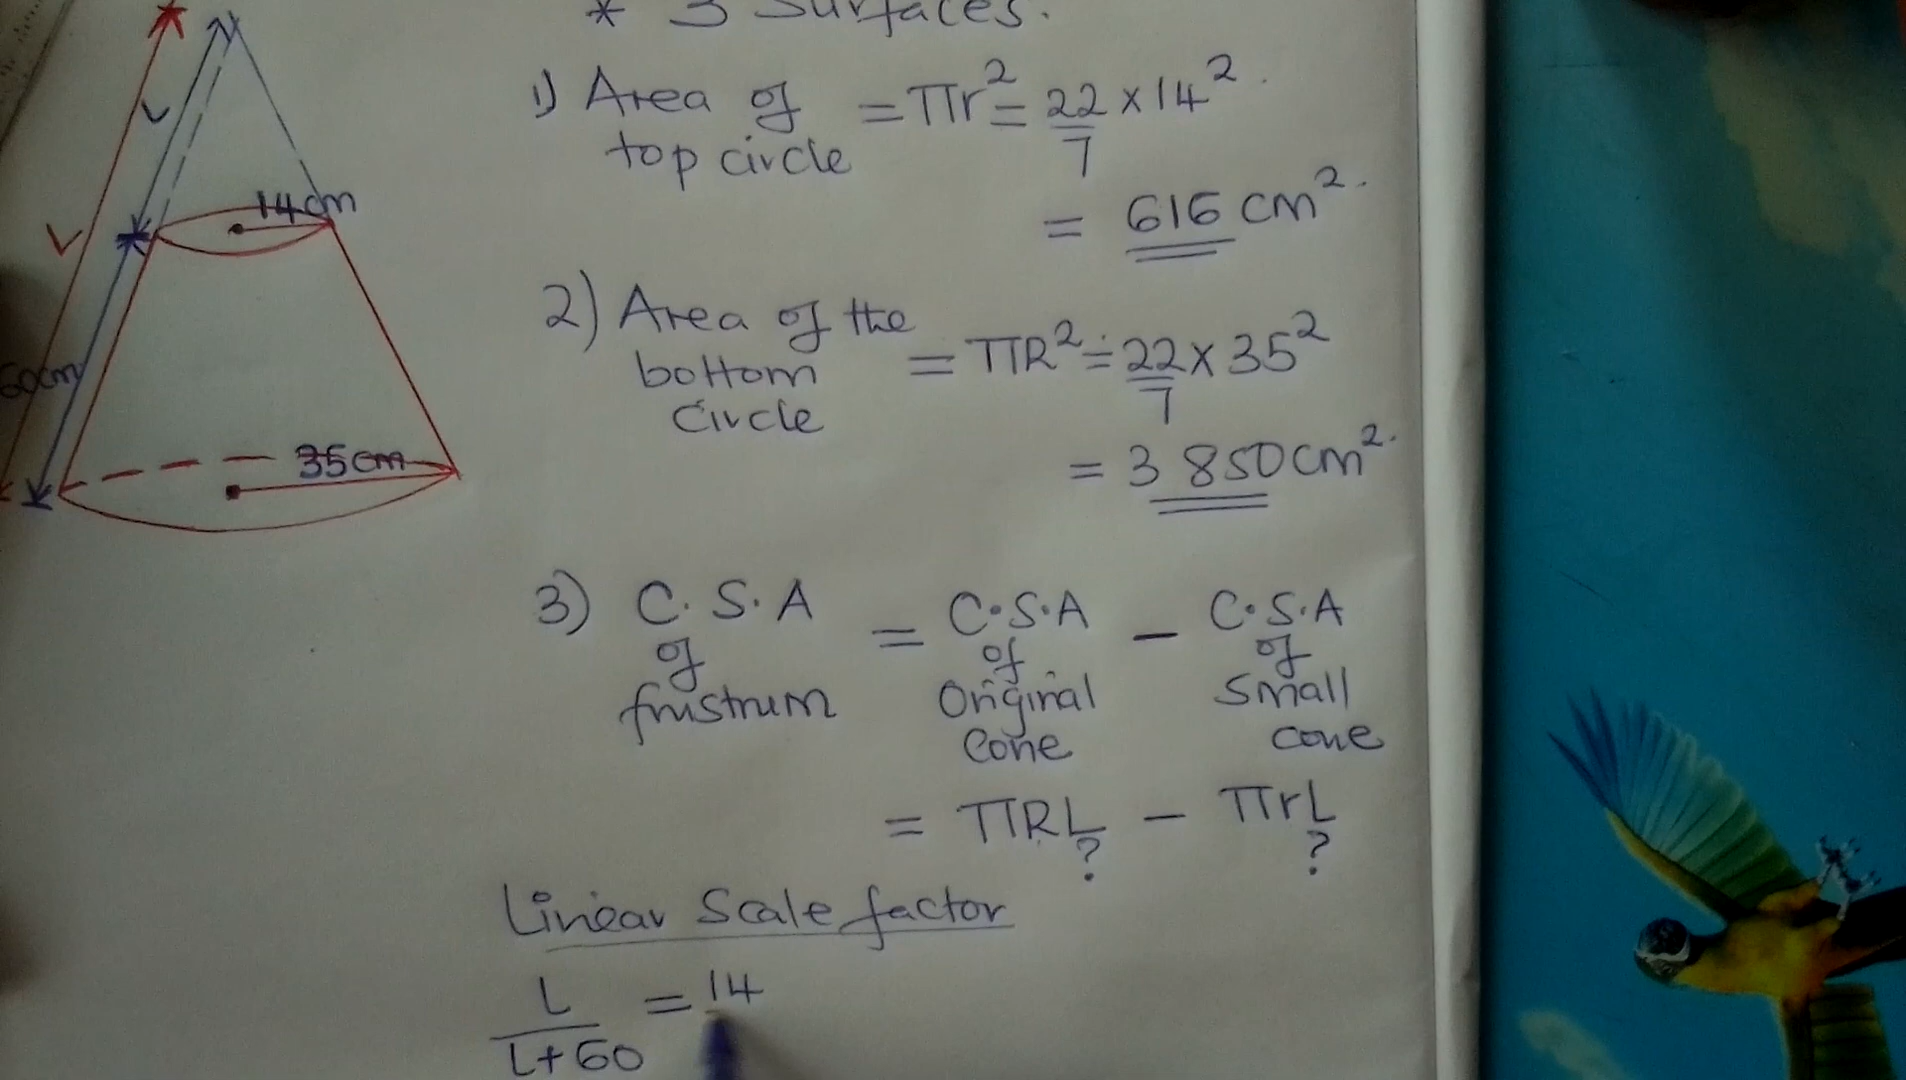 * 3 Surfaces.
1) Area of top circle = πr² = 22/7 × 14²
= 616 cm².
2) Area of the bottom circle = πR² = 22/7 × 35²
= 3 850 cm².
3) C.S.A of frustrum = C.S.A of Original Cone − C.S.A of Small cone
= πRL − πrL
? ?
Linear Scale factor
L/L+60 = 14
L
14cm
L
60cm
35cm